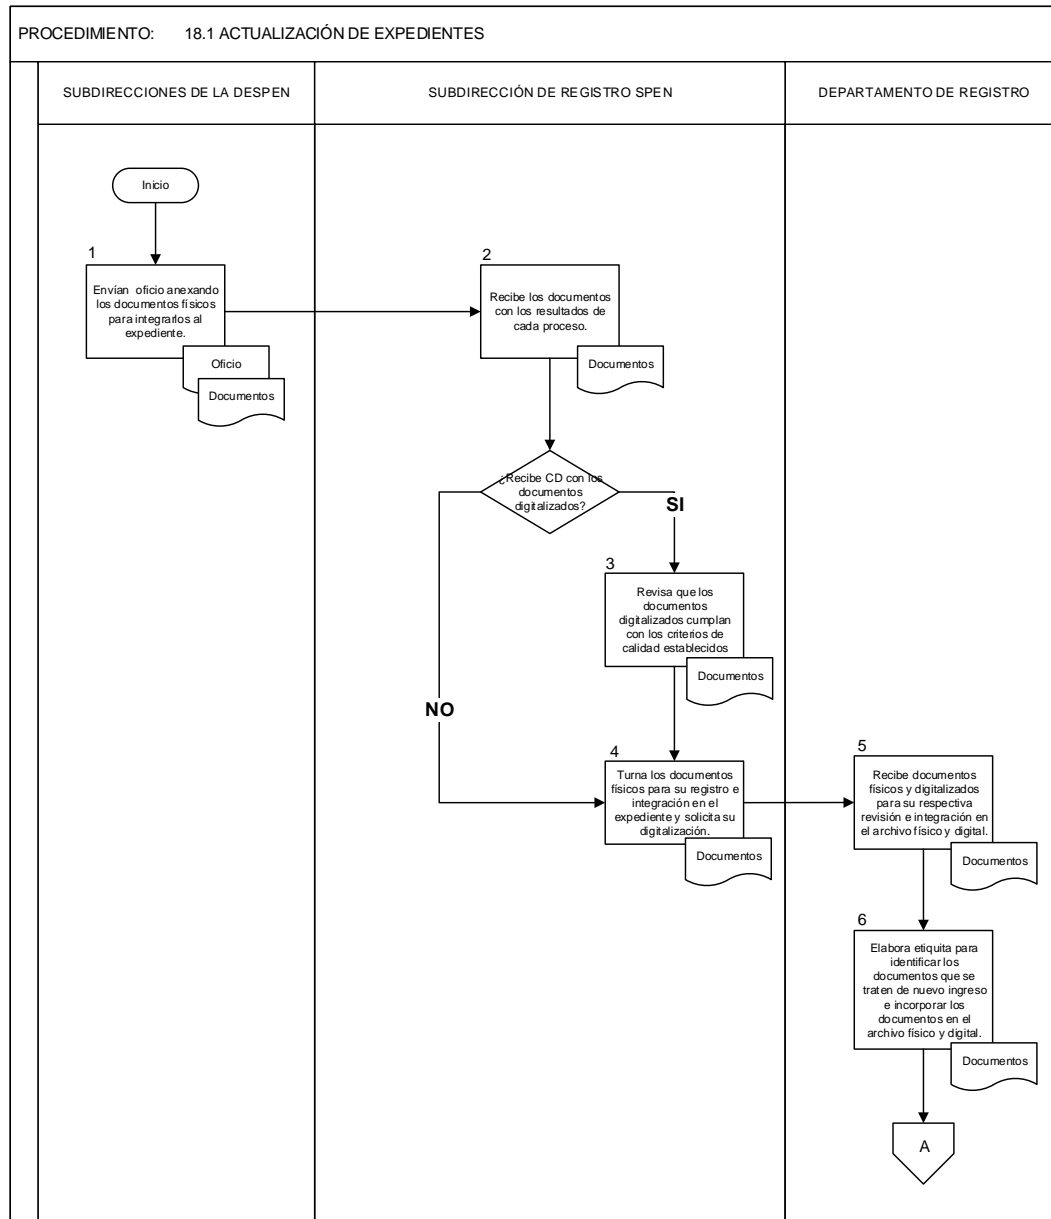 PROCEDIMIENTO: 18.1 ACTUALIZACIÓN DE EXPEDIENTES
SUBDIRECCIONES DE LA DESPEN
SUBDIRECCIÓN DE REGISTRO SPEN
DEPARTAMENTO DE REGISTRO
Inicio
1
Envían oficio anexando
los documentos físicos
para integrarlos al
expediente.
Oficio
Documentos
2
Recibe los documentos
con los resultados de
cada proceso.
Documentos
¿Recibe CD con los
documentos
digitalizados?
SI
NO
3
Revisa que los
documentos
digitalizados cumplan
con los criterios de
calidad establecidos
Documentos
4
Turna los documentos
físicos para su registro e
integración en el
expediente y solicita su
digitalización.
Documentos
5
Recibe documentos
físicos y digitalizados
para su respectiva
revisión e integración en
el archivo físico y digital.
Documentos
6
Elabora etiquita para
identificar los
documentos que se
traten de nuevo ingreso
e incorporar los
documentos en el
archivo físico y digital.
Documentos
A